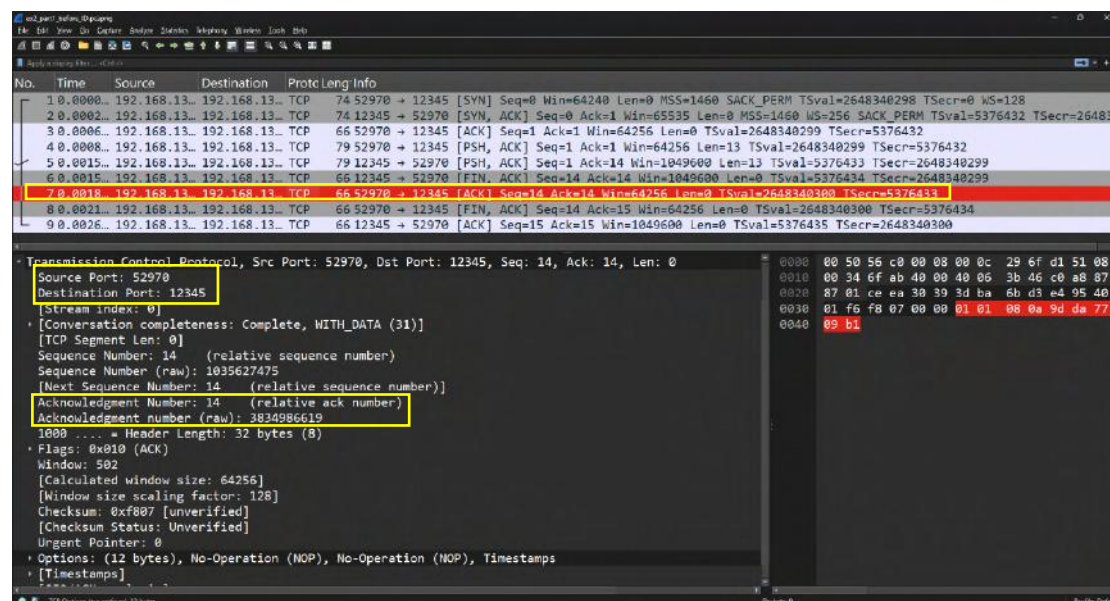 File Edit View Go Capture Analyze Statistics Telephony Wireless Tools Help
No. Time Source Destination Proto Leng Info
1 0.0000… 192.168.13… 192.168.13… TCP 74 52970 → 12345 [SYN] Seq=0 Win=64240 Len=0 MSS=1460 SACK_PERM TSval=2648340298 TSecr=0 WS=128
2 0.0002… 192.168.13… 192.168.13… TCP 74 12345 → 52970 [SYN, ACK] Seq=0 Ack=1 Win=65535 Len=0 MSS=1460 WS=256 SACK_PERM TSval=5376432 TSecr=26483
3 0.0006… 192.168.13… 192.168.13… TCP 66 52970 → 12345 [ACK] Seq=1 Ack=1 Win=64256 Len=0 TSval=2648340299 TSecr=5376432
4 0.0008… 192.168.13… 192.168.13… TCP 79 52970 → 12345 [PSH, ACK] Seq=1 Ack=1 Win=64256 Len=13 TSval=2648340299 TSecr=5376432
5 0.0015… 192.168.13… 192.168.13… TCP 79 12345 → 52970 [PSH, ACK] Seq=1 Ack=14 Win=1049600 Len=13 TSval=5376433 TSecr=2648340299
6 0.0015… 192.168.13… 192.168.13… TCP 66 12345 → 52970 [FIN, ACK] Seq=14 Ack=14 Win=1049600 Len=0 TSval=5376434 TSecr=2648340299
7 0.0018… 192.168.13… 192.168.13… TCP 66 52970 → 12345 [ACK] Seq=14 Ack=14 Win=64256 Len=0 TSval=2648340300 TSecr=5376433
8 0.0021… 192.168.13… 192.168.13… TCP 66 52970 → 12345 [FIN, ACK] Seq=14 Ack=15 Win=64256 Len=0 TSval=2648340300 TSecr=5376434
9 0.0026… 192.168.13… 192.168.13… TCP 66 12345 → 52970 [ACK] Seq=15 Ack=15 Win=1049600 Len=0 TSval=5376435 TSecr=2648340300
Transmission Control Protocol, Src Port: 52970, Dst Port: 12345, Seq: 14, Ack: 14, Len: 0
Source Port: 52970
Destination Port: 12345
[Stream index: 0]
[Conversation completeness: Complete, WITH_DATA (31)]
[TCP Segment Len: 0]
Sequence Number: 14 (relative sequence number)
Sequence Number (raw): 1035627475
[Next Sequence Number: 14 (relative sequence number)]
Acknowledgment Number: 14 (relative ack number)
Acknowledgment number (raw): 3834986619
1000 .... = Header Length: 32 bytes (8)
Flags: 0x010 (ACK)
Window: 502
[Calculated window size: 64256]
[Window size scaling factor: 128]
Checksum: 0xf807 [unverified]
[Checksum Status: Unverified]
Urgent Pointer: 0
Options: (12 bytes), No-Operation (NOP), No-Operation (NOP), Timestamps
[Timestamps]
0000 00 50 56 c0 00 08 00 0c 29 6f d1 51 08
0010 00 34 6f ab 40 00 40 06 3b 46 c0 a8 87
0020 87 01 ce ea 30 39 3d ba 6b d3 e4 95 40
0030 01 f6 f8 07 00 00 01 01 08 0a 9d da 77
0040 09 b1